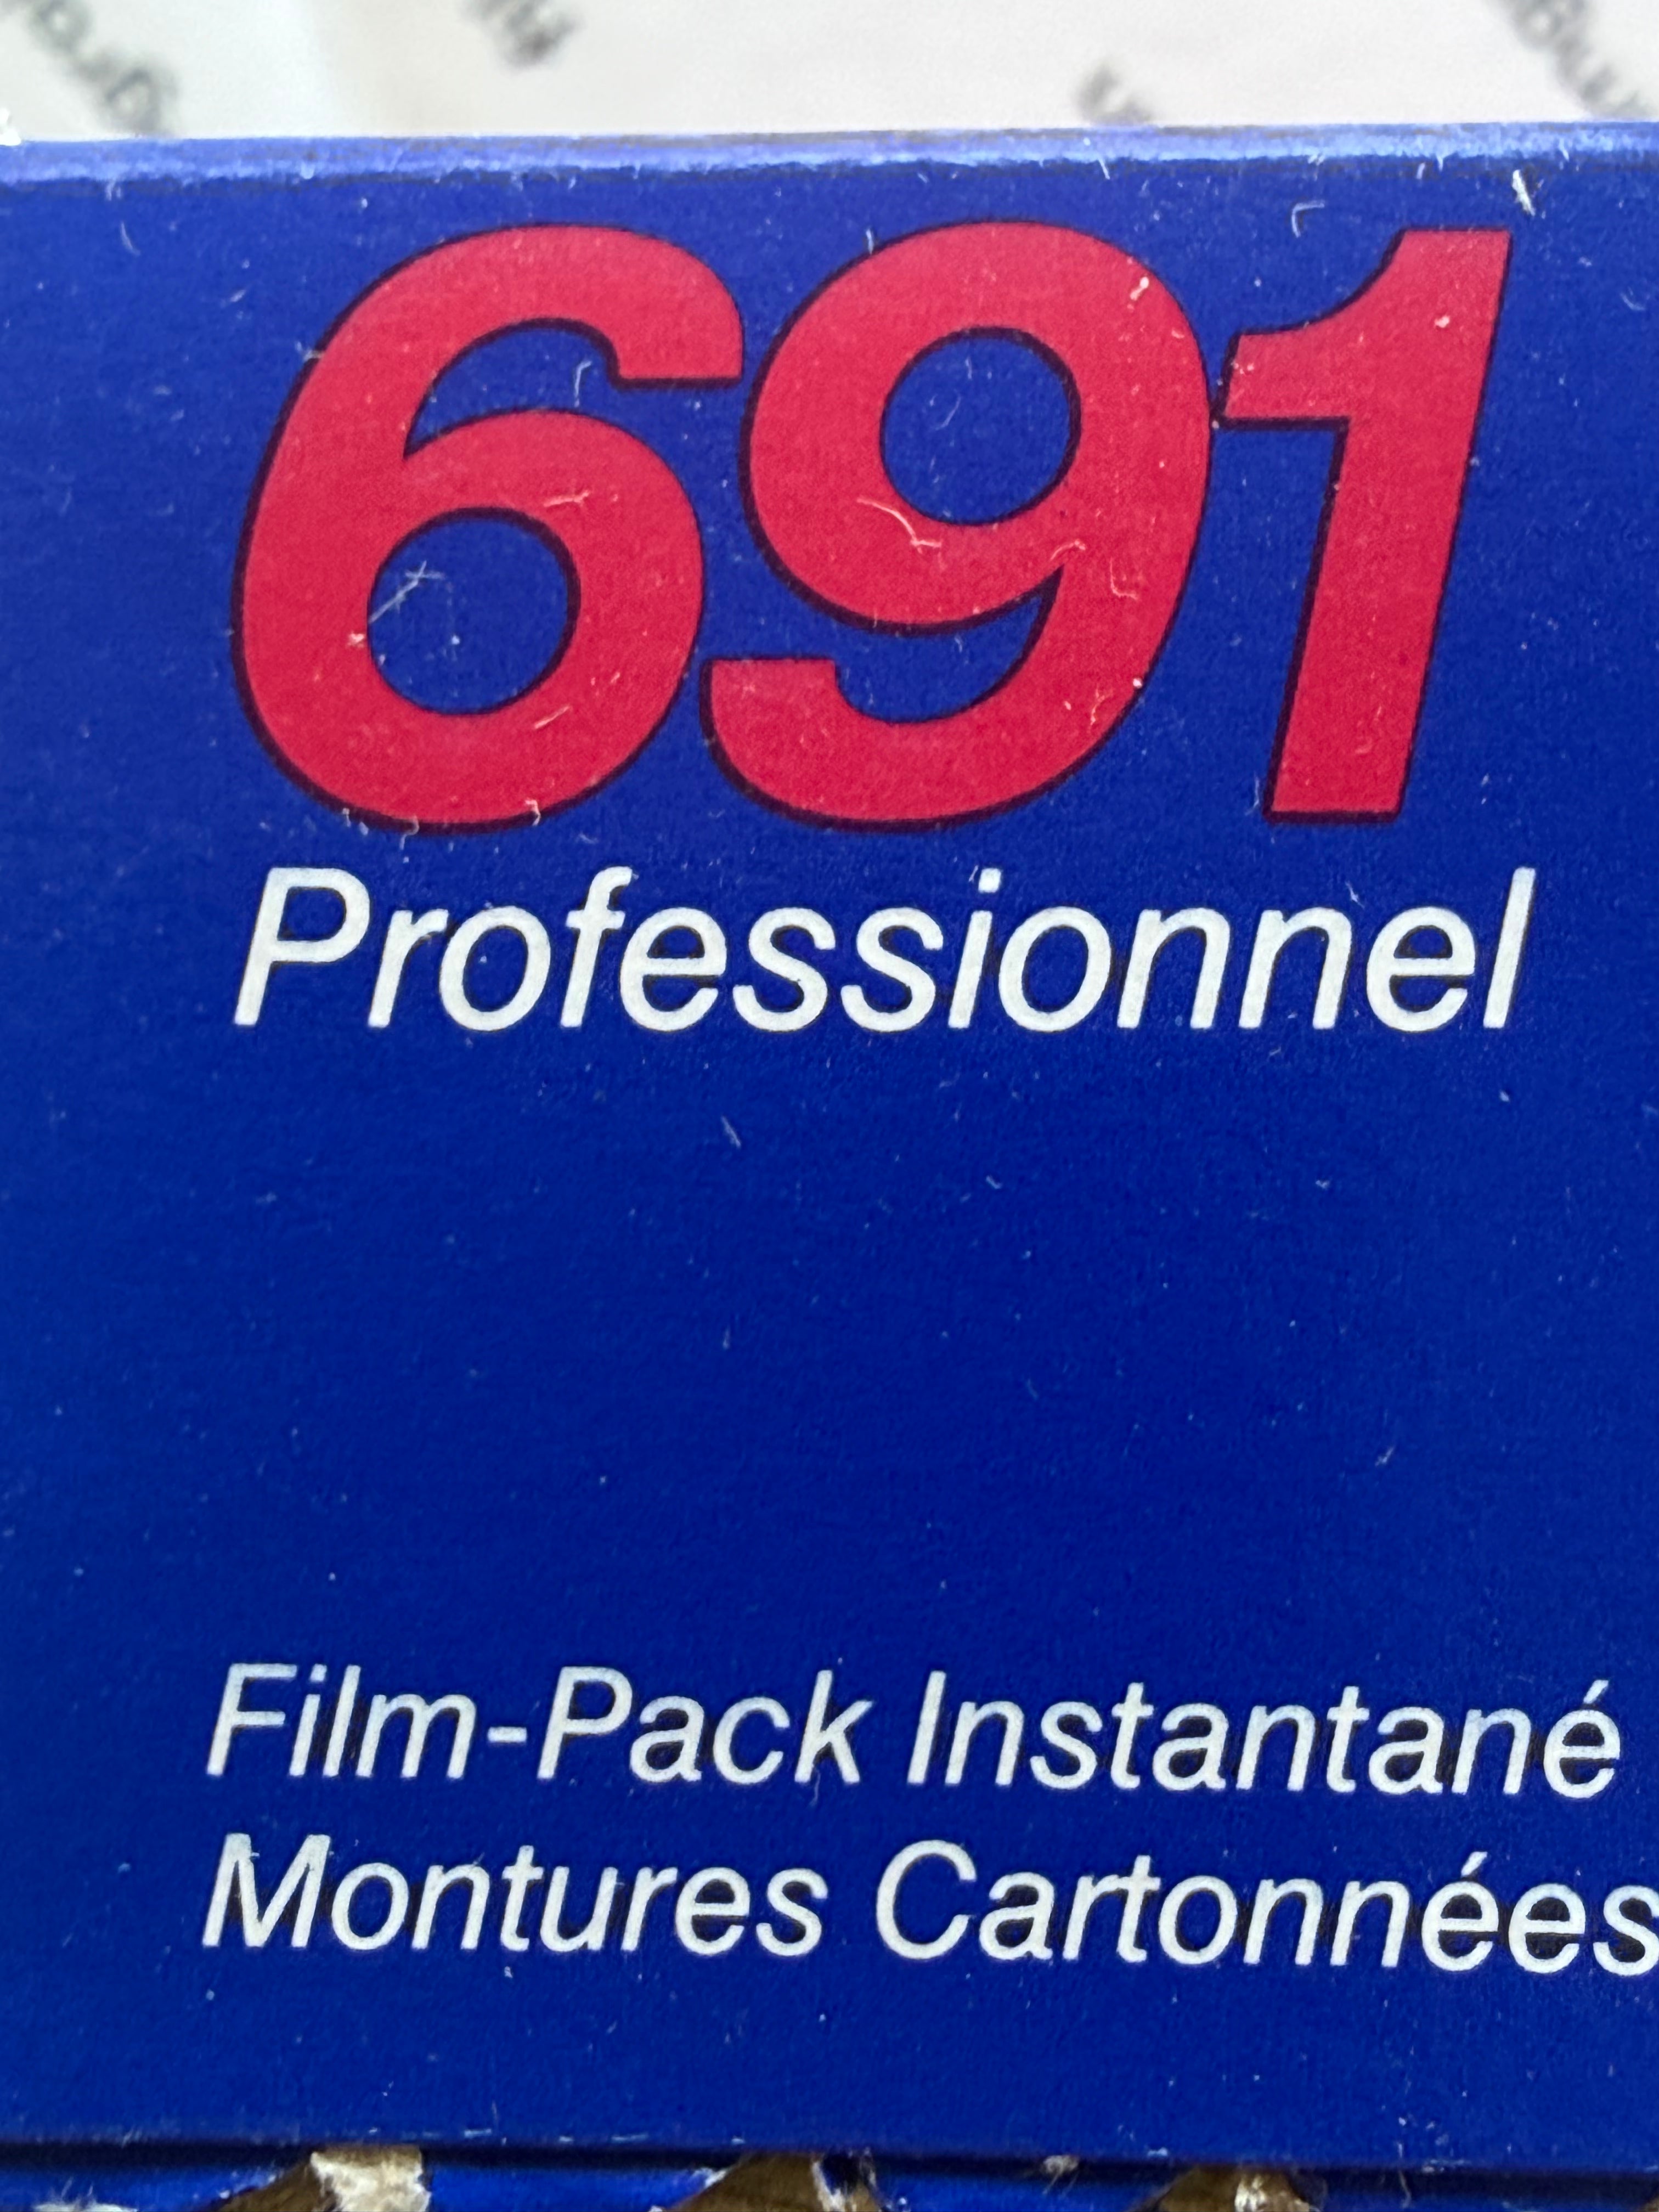 691
Professionnel
Film-Pack Instantané
Montures Cartonnées